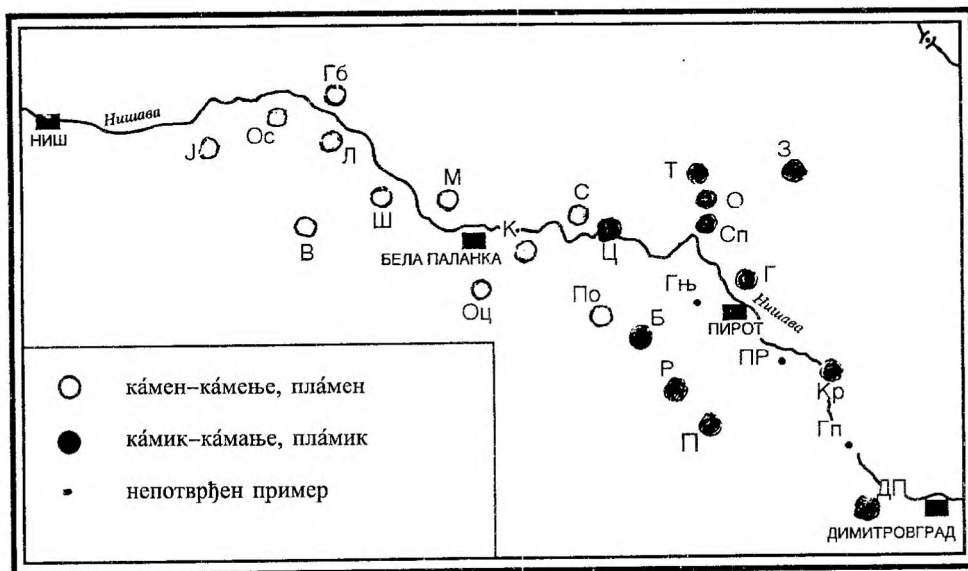 Гб
Нишава
НИШ
Ос
Ј
Л
Т
З
М
С
О
Ш
Сп
В
К
Ц
БЕЛА ПАЛАНКА
Г
Гњ
Оц
По
Нишава
Б
ПИРОТ
ПР
Р
Кр
П
Гп
ДП
ДИМИТРОВГРАД
ка́мен–ка́мење, пла́мен
ка́мик–ка́мање, пла́мик
непотврђен пример